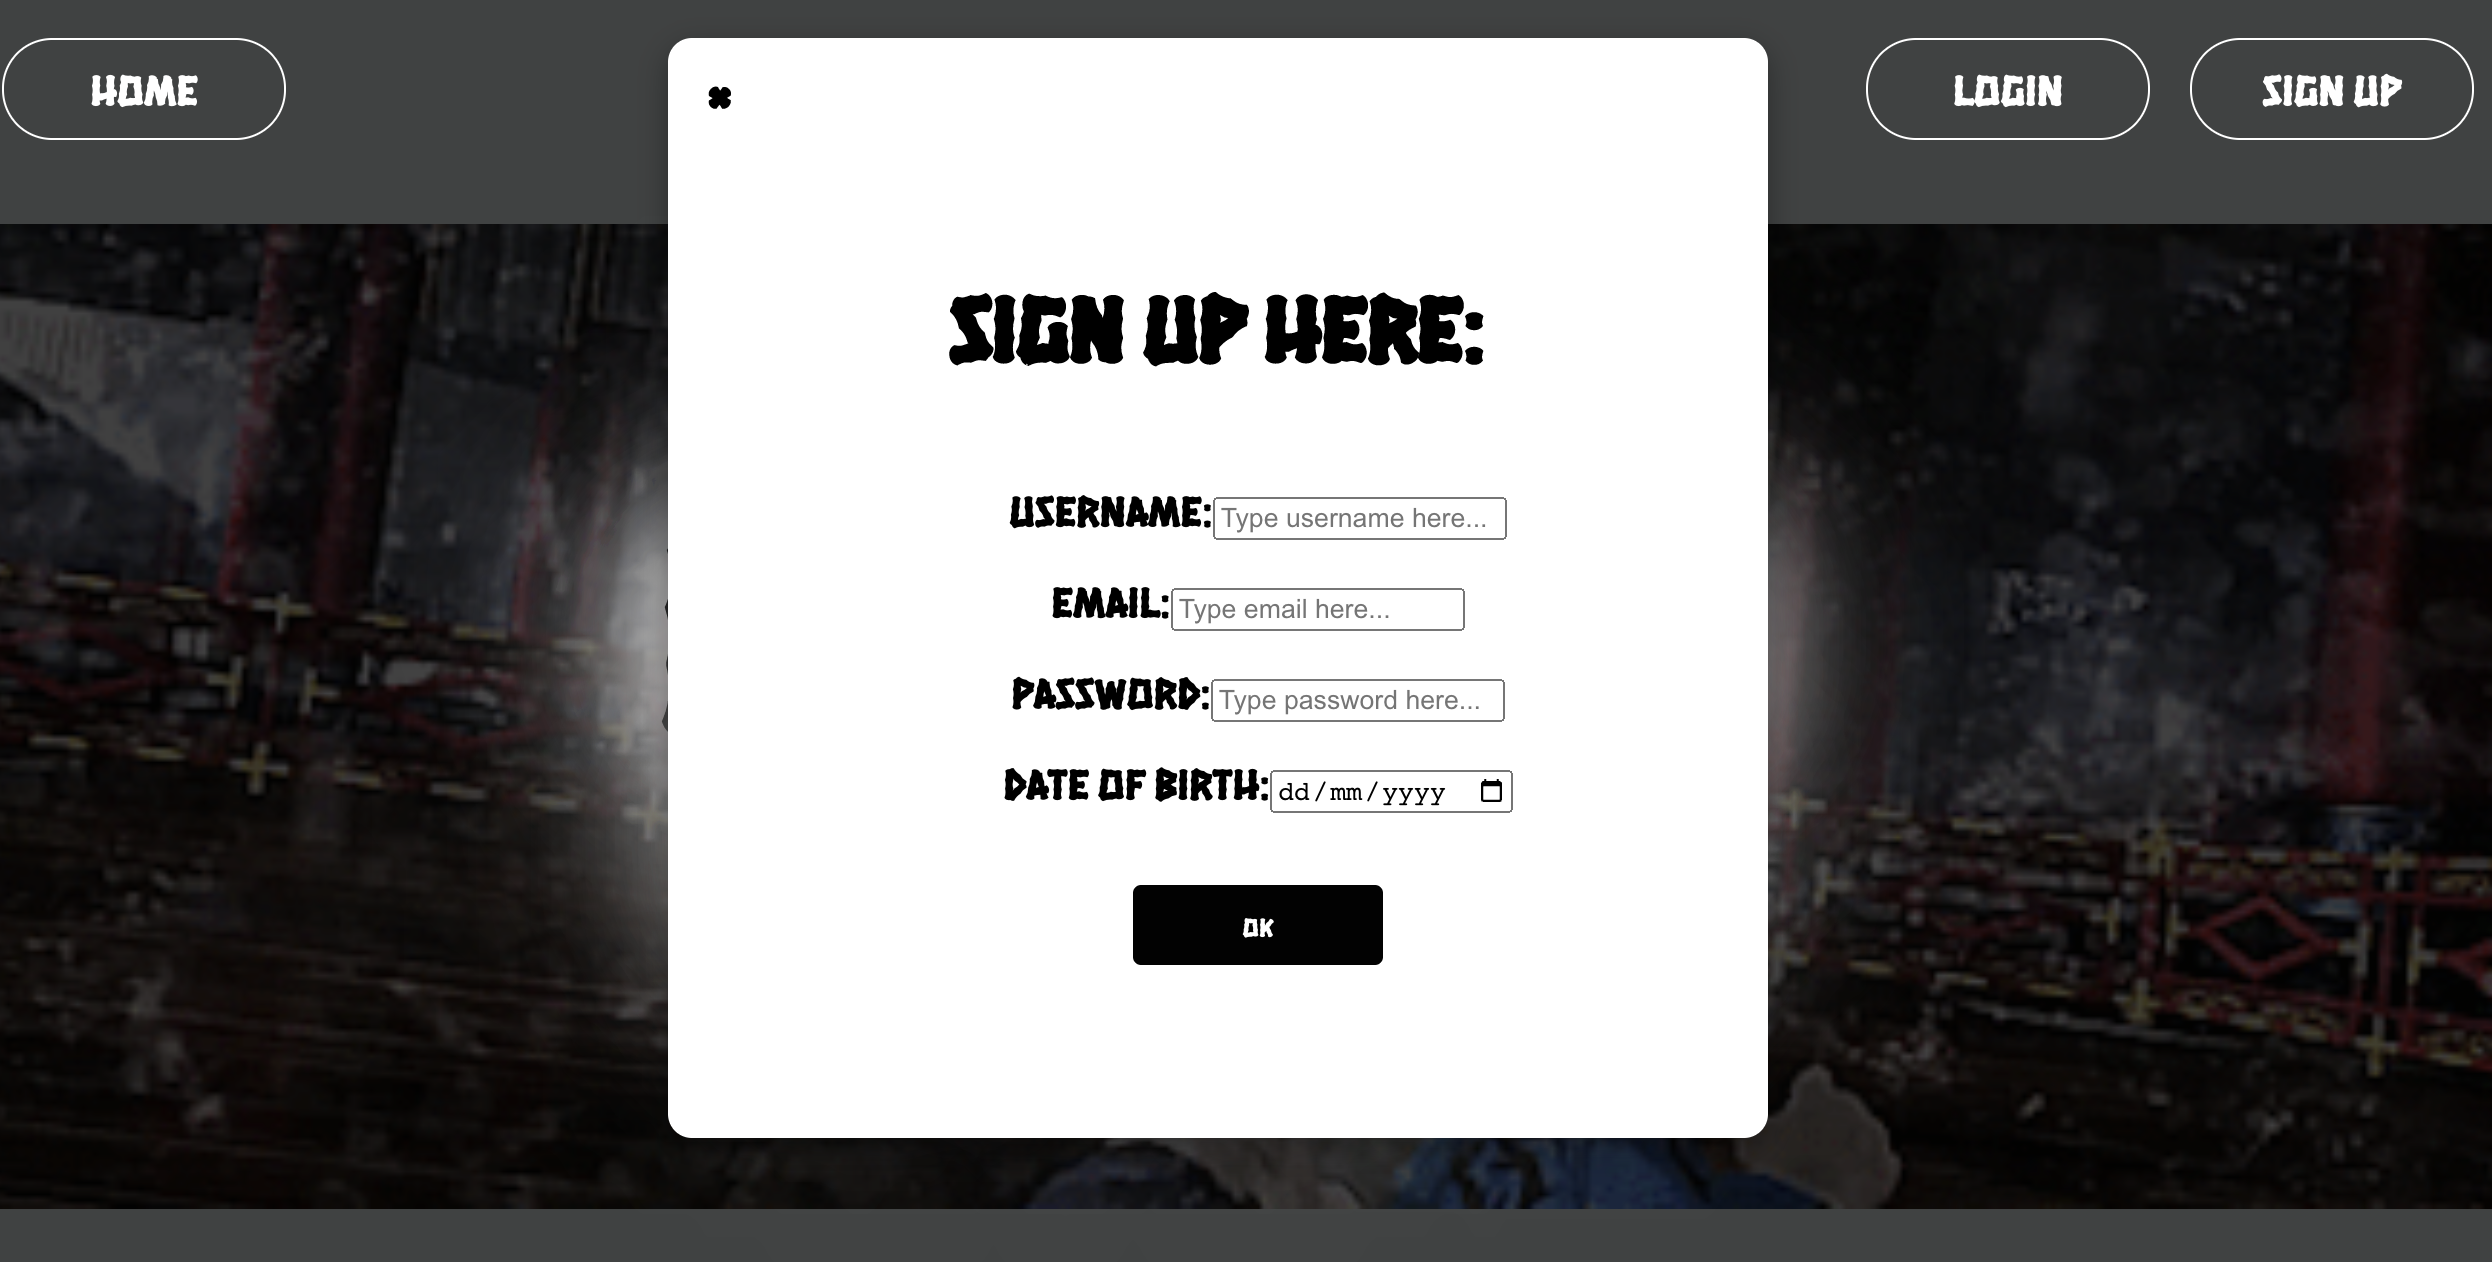 HOME
LOGIN
SIGN UP
SIGN UP HERE:
USERNAME: Type username here...
EMAIL: Type email here...
PASSWORD: Type password here...
DATE OF BIRTH: dd/mm/yyyy
OK